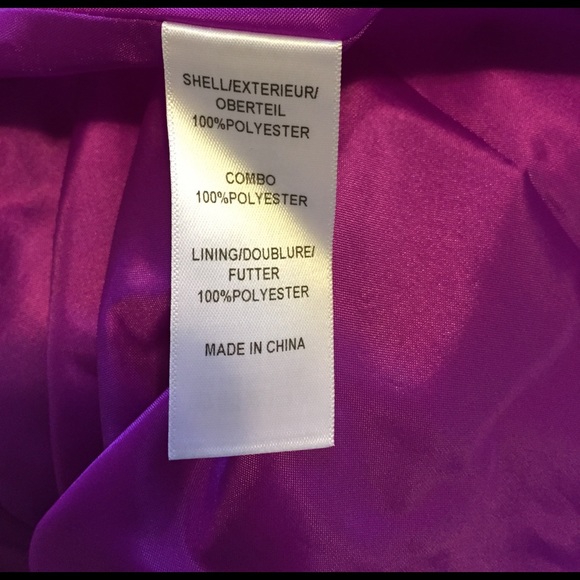 SHELL/EXTERIEUR/
OBERTEIL
100%POLYESTER
COMBO
100%POLYESTER
LINING/DOUBLURE/
FUTTER
100%POLYESTER
MADE IN CHINA